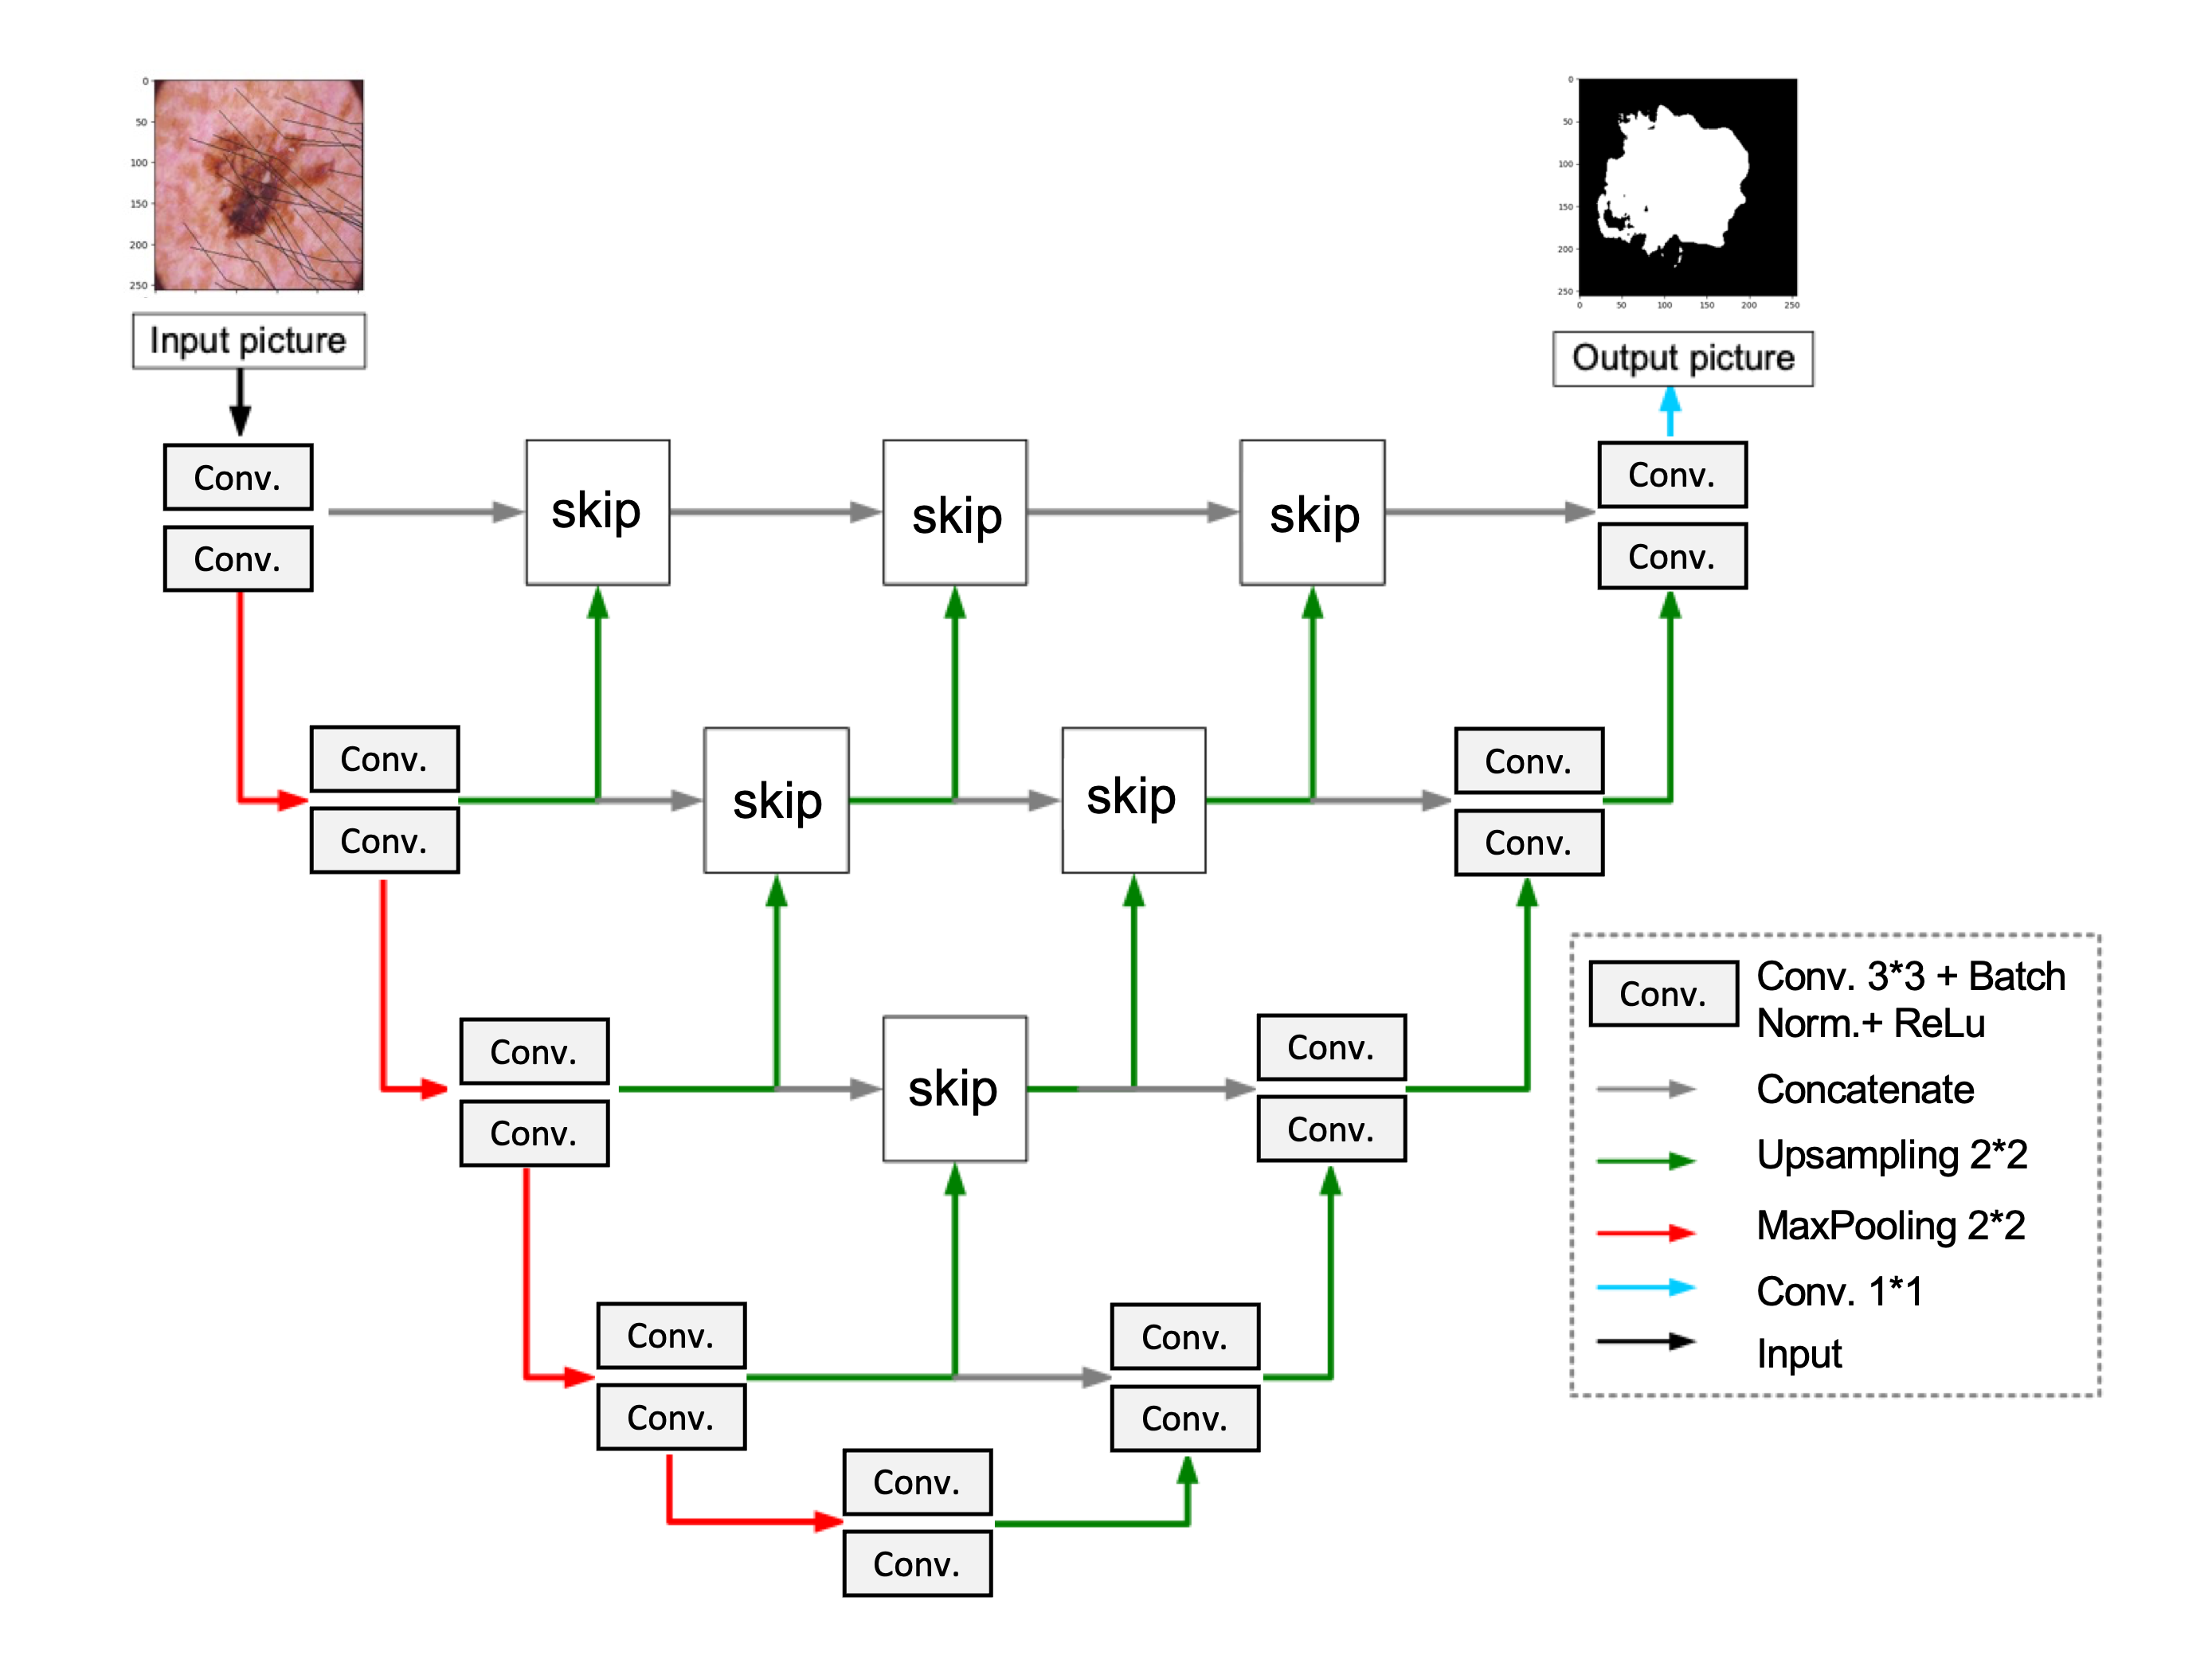 0
50
100
150
200
250
Input picture
0
50
100
150
200
250
0 50 100 150 200 250
Output picture
Conv.
Conv.
skip
skip
skip
Conv.
Conv.
Conv.
Conv.
skip
skip
Conv.
Conv.
Conv.
Conv.
skip
Conv.
Conv.
Conv.
Conv.
Conv.
Conv.
Conv.
Conv.
Conv.
Conv. 3*3 + Batch
Norm.+ ReLu
Concatenate
Upsampling 2*2
MaxPooling 2*2
Conv. 1*1
Input